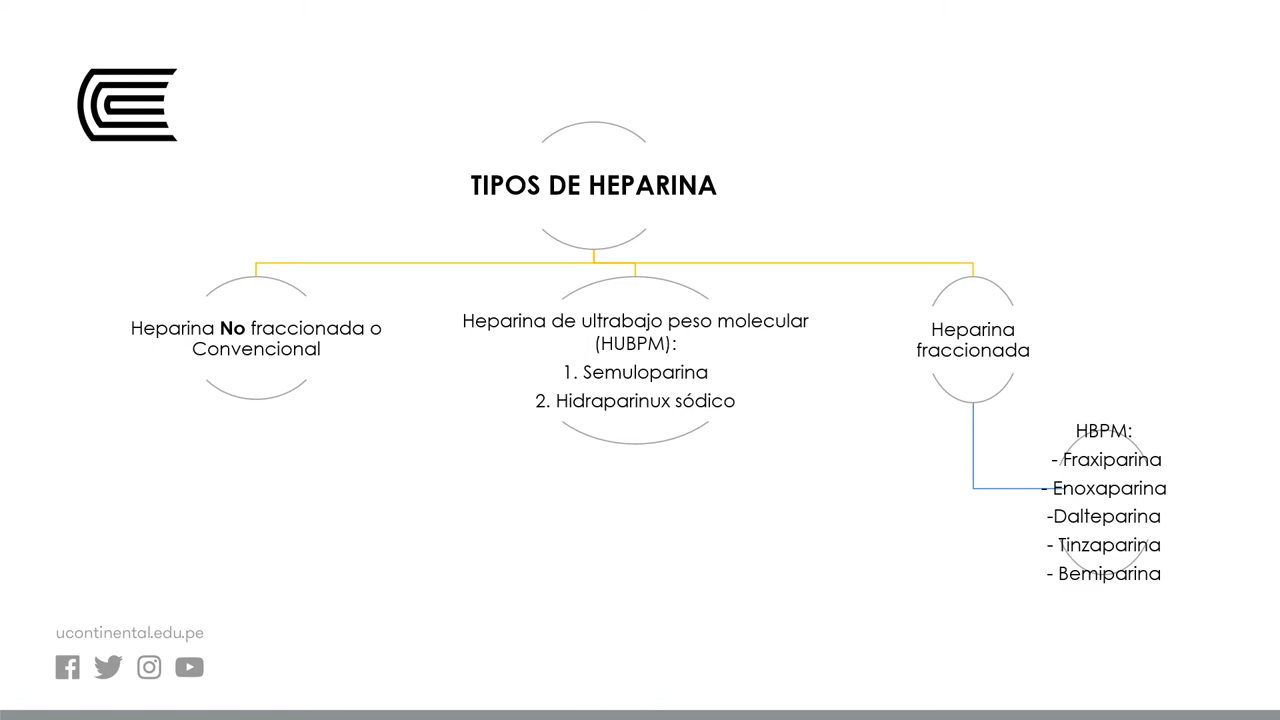 TIPOS DE HEPARINA
Heparina No fraccionada o
Convencional
Heparina de ultrabajo peso molecular
(HUBPM):
1. Semuloparina
2. Hidraparinux sódico
Heparina
fraccionada
HBPM:
- Fraxiparina
- Enoxaparina
-Dalteparina
- Tinzaparina
- Bemiparina
ucontinental.edu.pe